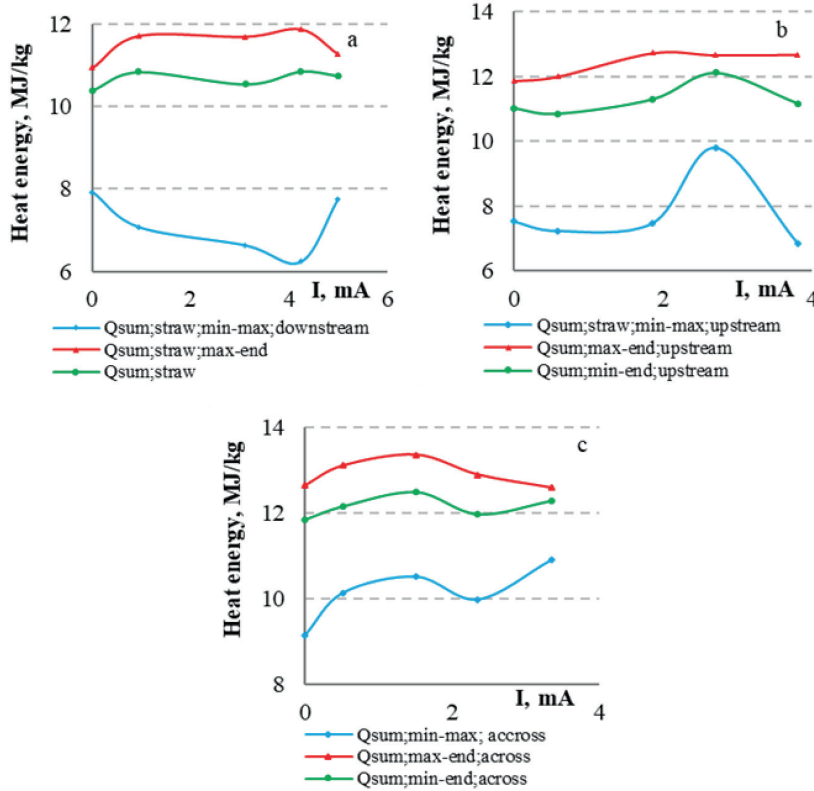 a
Heat energy, MJ/kg
12
10
8
6
0
2
4
6
I, mA
Qsum;straw;min-max;downstream
Qsum;straw;max-end
Qsum;straw
b
Heat energy, MJ/kg
14
12
10
8
6
0
2
4
I, mA
Qsum;straw;min-max;upstream
Qsum;max-end;upstream
Qsum;min-end;upstream
c
Heat energy, MJ/kg
14
12
10
8
0
2
4
I, mA
Qsum;min-max; accross
Qsum;max-end;across
Qsum;min-end;across